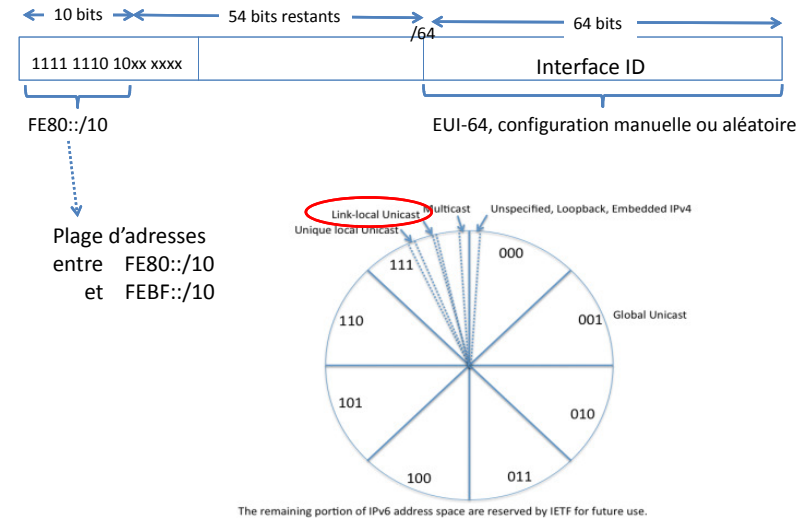 10 bits
54 bits restants
64 bits
/64
1111 1110 10xx xxxx
Interface ID
FE80::/10
EUI-64, configuration manuelle ou aléatoire
Plage d’adresses
entre FE80::/10
et FEBF::/10
Link-local Unicast
Multicast
Unspecified, Loopback, Embedded IPv4
Unique local Unicast
111
000
110
001
Global Unicast
101
010
100
011
The remaining portion of IPv6 address space are reserved by IETF for future use.